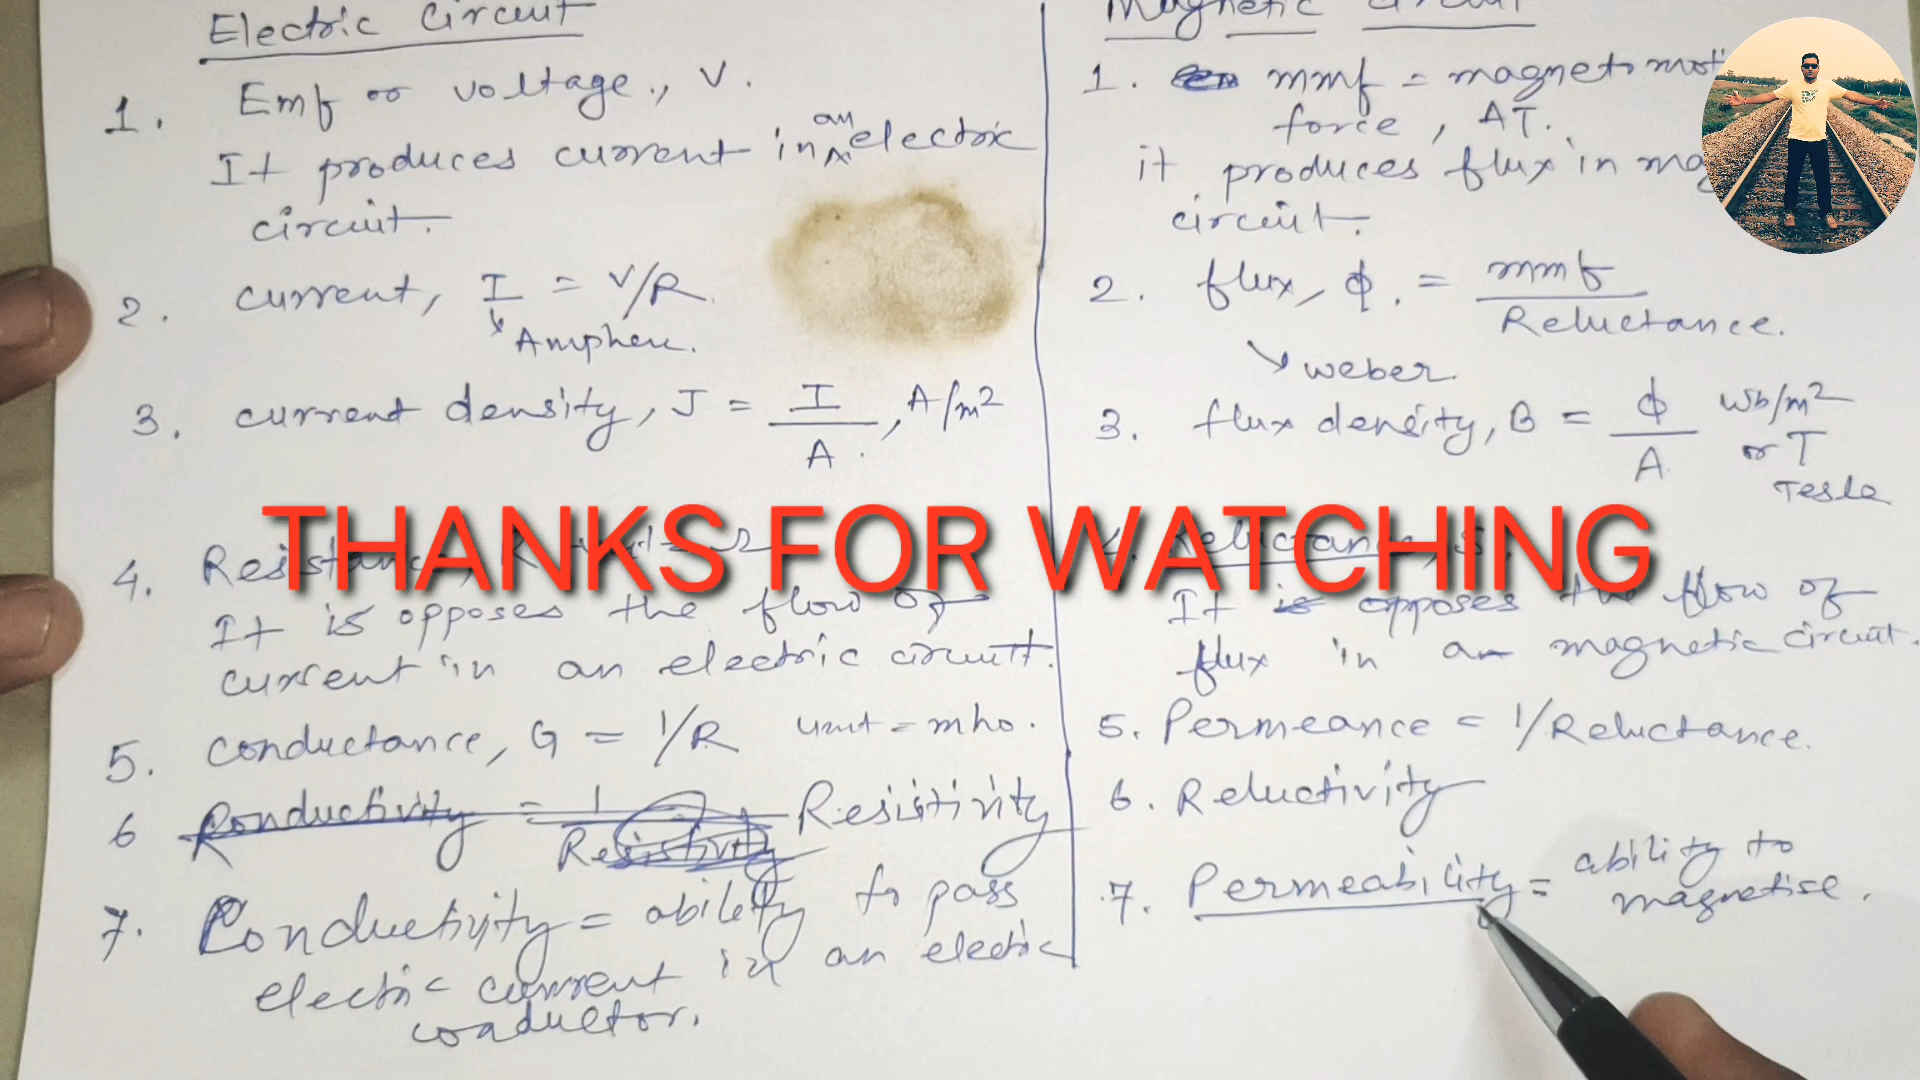 Electric Circuit
1. Emf or voltage, V.
It produces current in an electric
circuit.
2. current, I = V/R.
Amphere.
3. current density, J = I/A, A/m2
4. Resistance, R
It is opposes the flow of
current in an electric circuitt.
5. conductance, G = 1/R unit = mho.
6 Conductivity = 1/Resistivity Resistivity
7. Conductivity = ability to pass
electric current in an electric
conductor.
Magnetic Circuit
1. mmf = magneto
force, AT.
it produces flux in
circuit.
2. flux, ϕ. = mmf/Reluctance.
weber.
3. flux density, B = ϕ/A Wb/m2
or T
Tesla
4. Reluctance, S.
It is opposes the flow of
flux in a magnetic circuit.
5. Permeance = 1/Reluctance.
6. Reluctivity
7. Permeability = ability to
magnetise.
THANKS FOR WATCHING